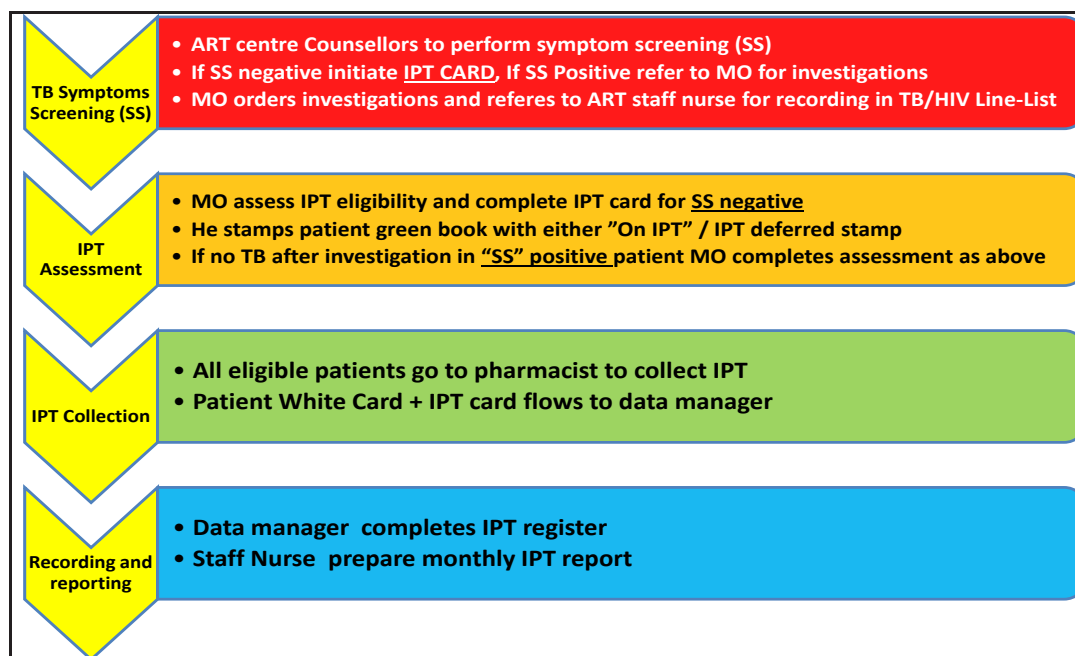 TB Symptoms
Screening (SS)
• ART centre Counsellors to perform symptom screening (SS)
• If SS negative initiate IPT CARD, If SS Positive refer to MO for investigations
• MO orders investigations and referes to ART staff nurse for recording in TB/HIV Line-List
IPT
Assessment
• MO assess IPT eligibility and complete IPT card for SS negative
• He stamps patient green book with either ”On IPT” / IPT deferred stamp
• If no TB after investigation in “SS” positive patient MO completes assessment as above
IPT Collection
• All eligible patients go to pharmacist to collect IPT
• Patient White Card + IPT card flows to data manager
Recording and
reporting
• Data manager completes IPT register
• Staff Nurse prepare monthly IPT report